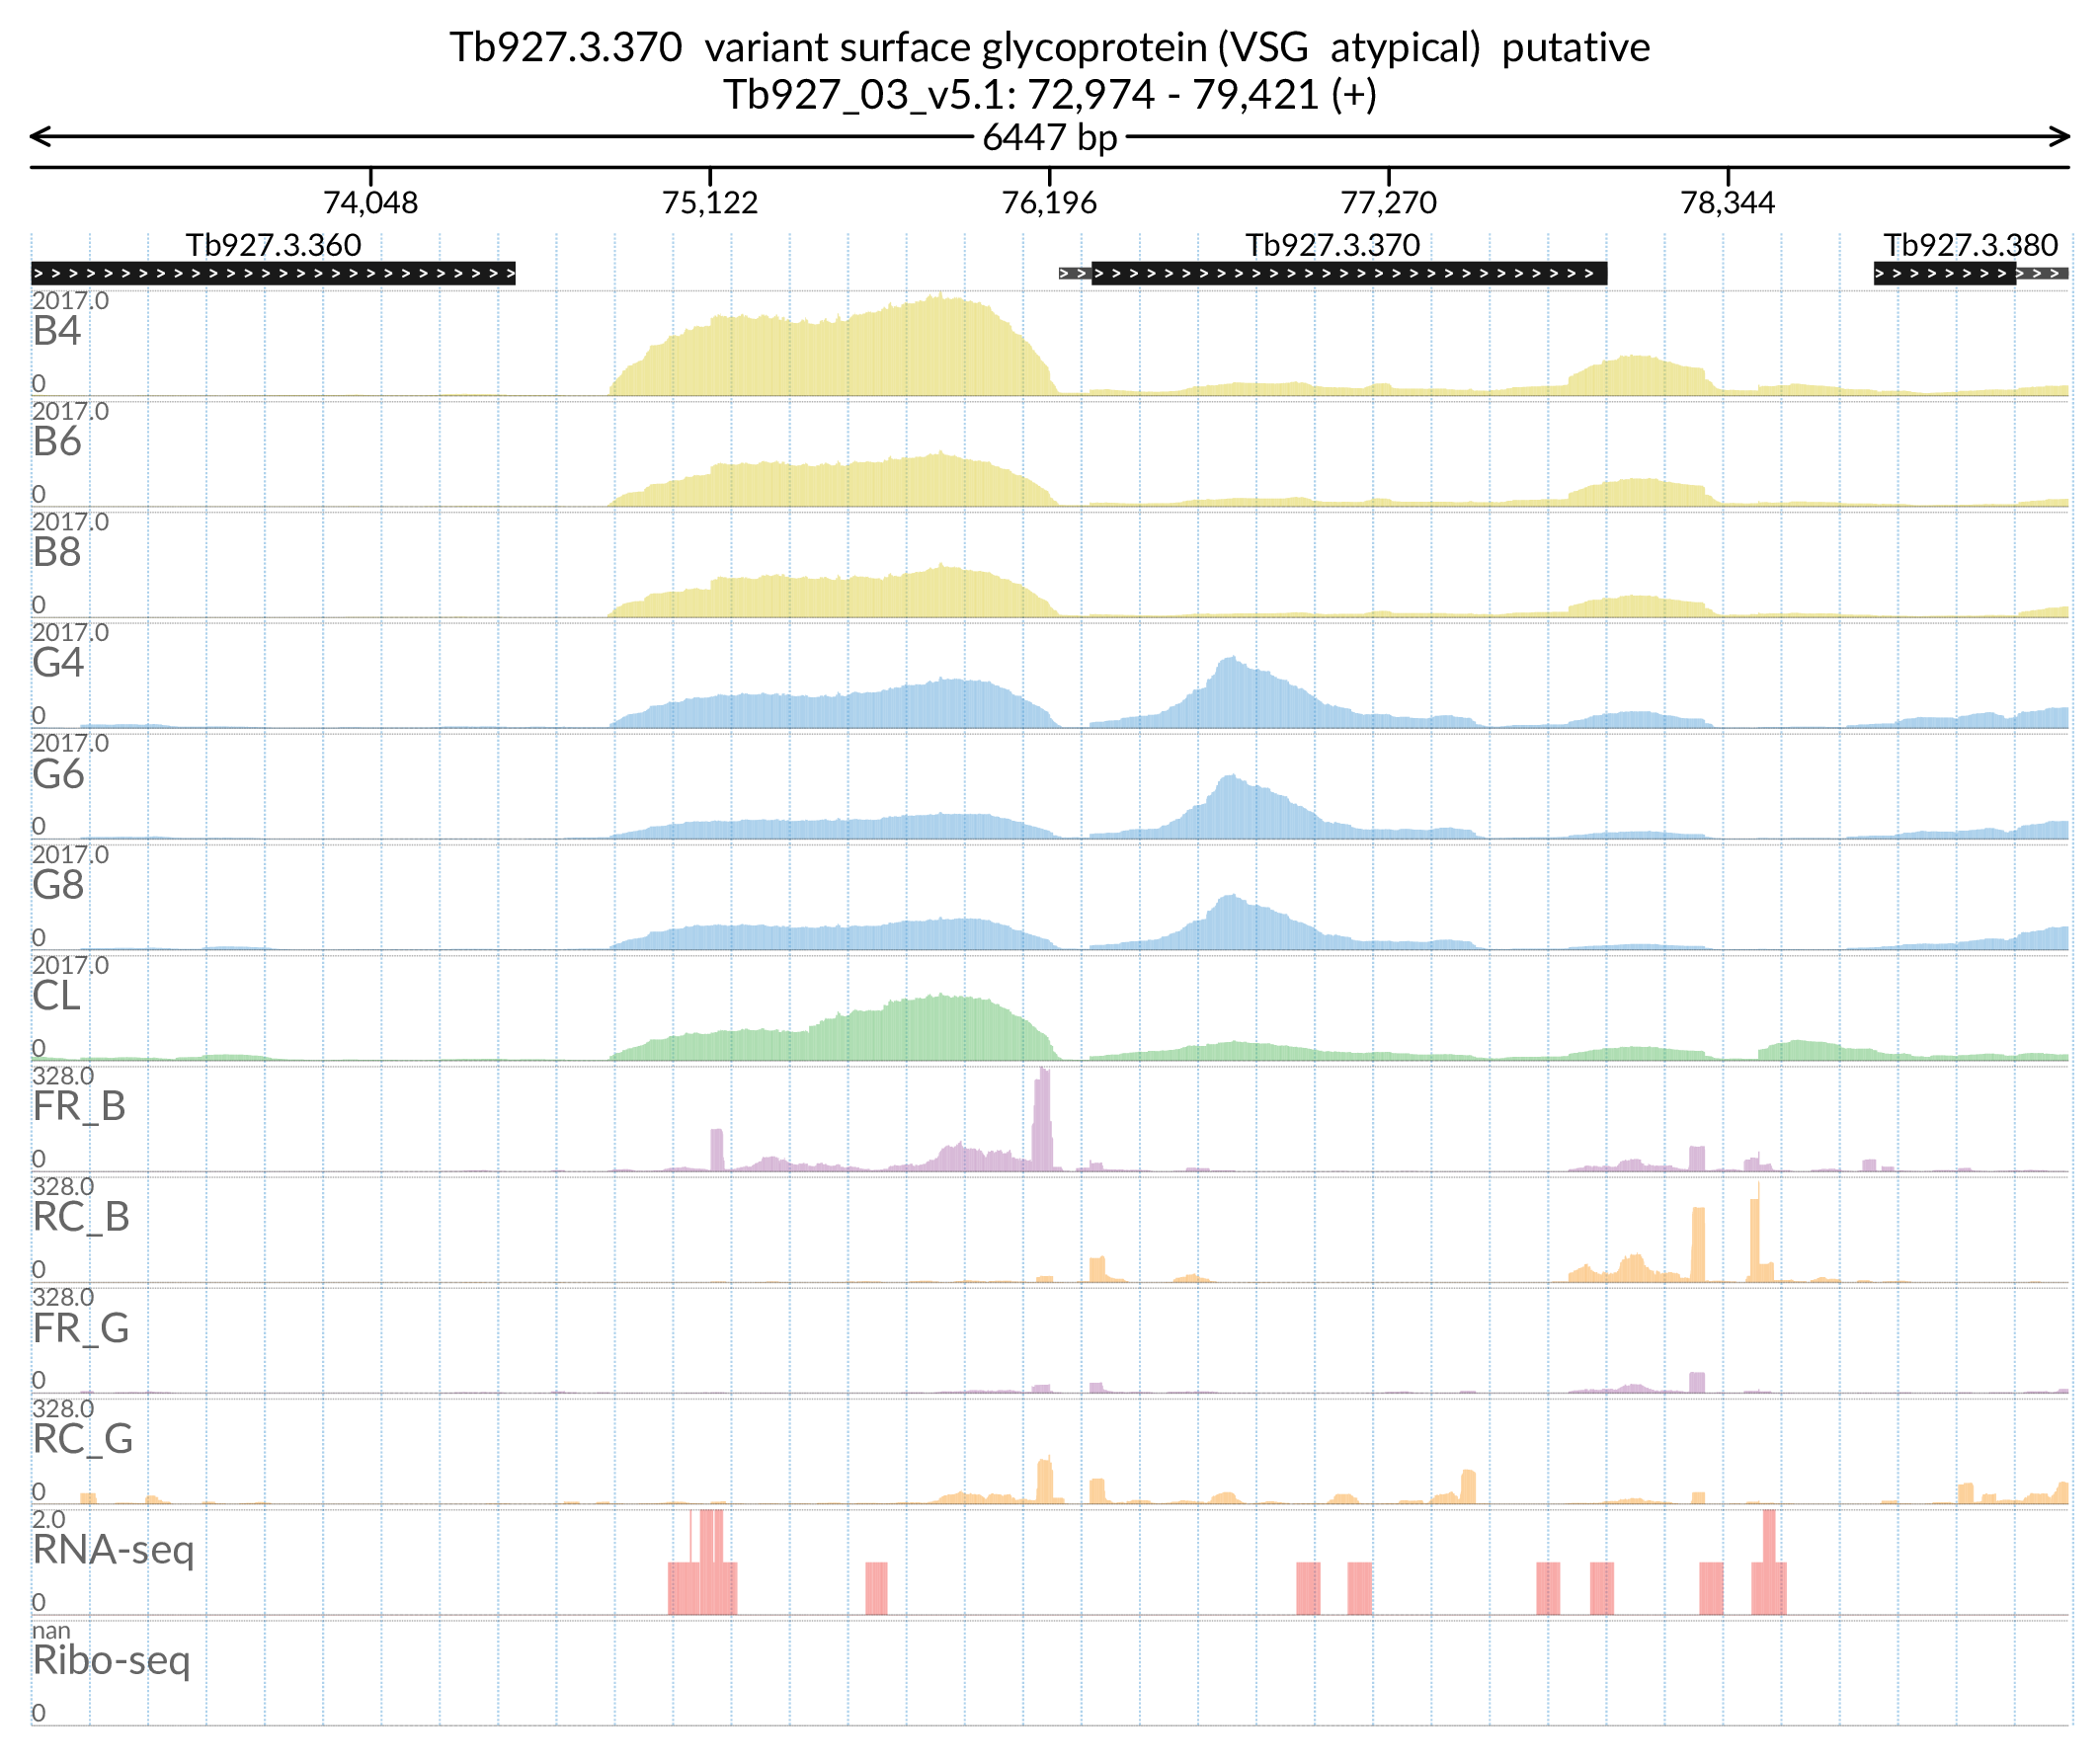 Tb927.3.370 variant surface glycoprotein (VSG atypical) putative
Tb927_03_v5.1: 72,974 - 79,421 (+)
6447 bp
74,048 75,122 76,196 77,270 78,344
Tb927.3.360 Tb927.3.370 Tb927.3.380
2017.0
B4
0
2017.0
B6
0
2017.0
B8
0
2017.0
G4
0
2017.0
G6
0
2017.0
G8
0
2017.0
CL
0
328.0
FR_B
0
328.0
RC_B
0
328.0
FR_G
0
328.0
RC_G
0
2.0
RNA-seq
0
nan
Ribo-seq
0